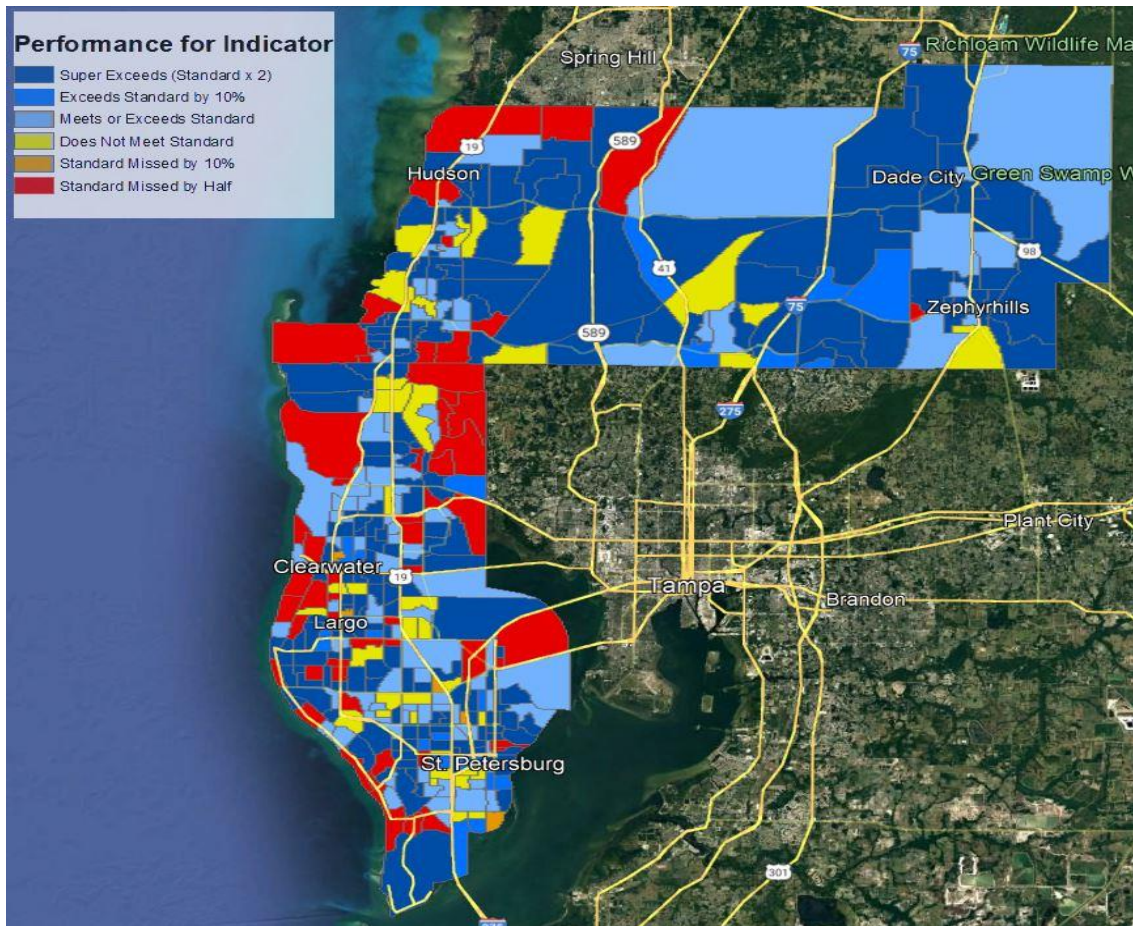 Performance for Indicator
Super Exceeds (Standard x 2)
Exceeds Standard by 10%
Meets or Exceeds Standard
Does Not Meet Standard
Standard Missed by 10%
Standard Missed by Half
Spring Hill
75
Richloam Wildlife Ma
19
589
Hudson
Dade City
Green Swamp W
98
41
75
Zephyrhills
589
275
Plant City
Clearwater
19
Tampa
Brandon
Largo
St. Petersburg
301
275